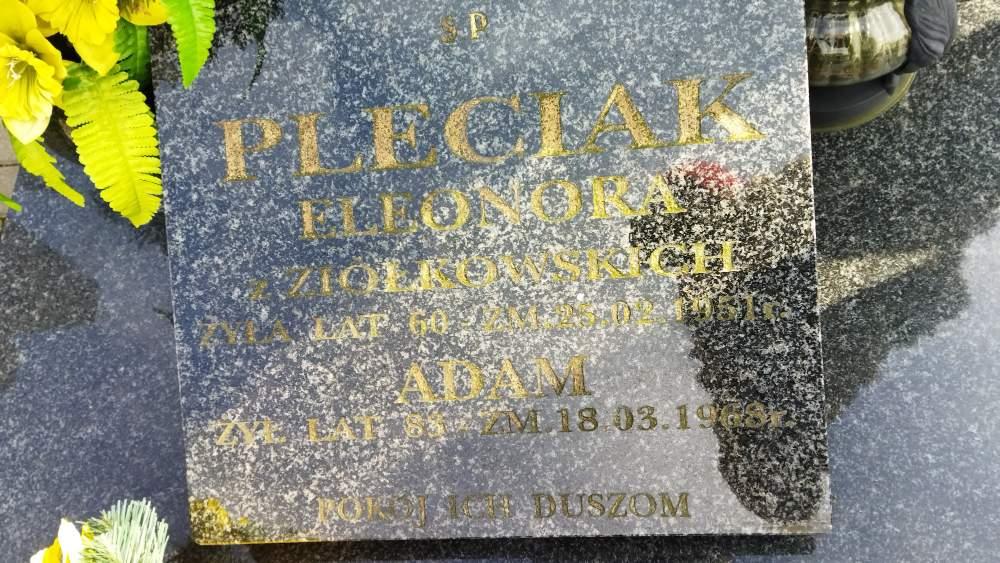 ŚP
PLECIAK
ELEONORA
z ZIÓŁKOWSKICH
ŻYŁA LAT 60 - ZM.25.02.1951r.
ADAM
ŻYŁ LAT 83 - ZM.18.03.1968r.
POKÓJ ICH DUSZOM